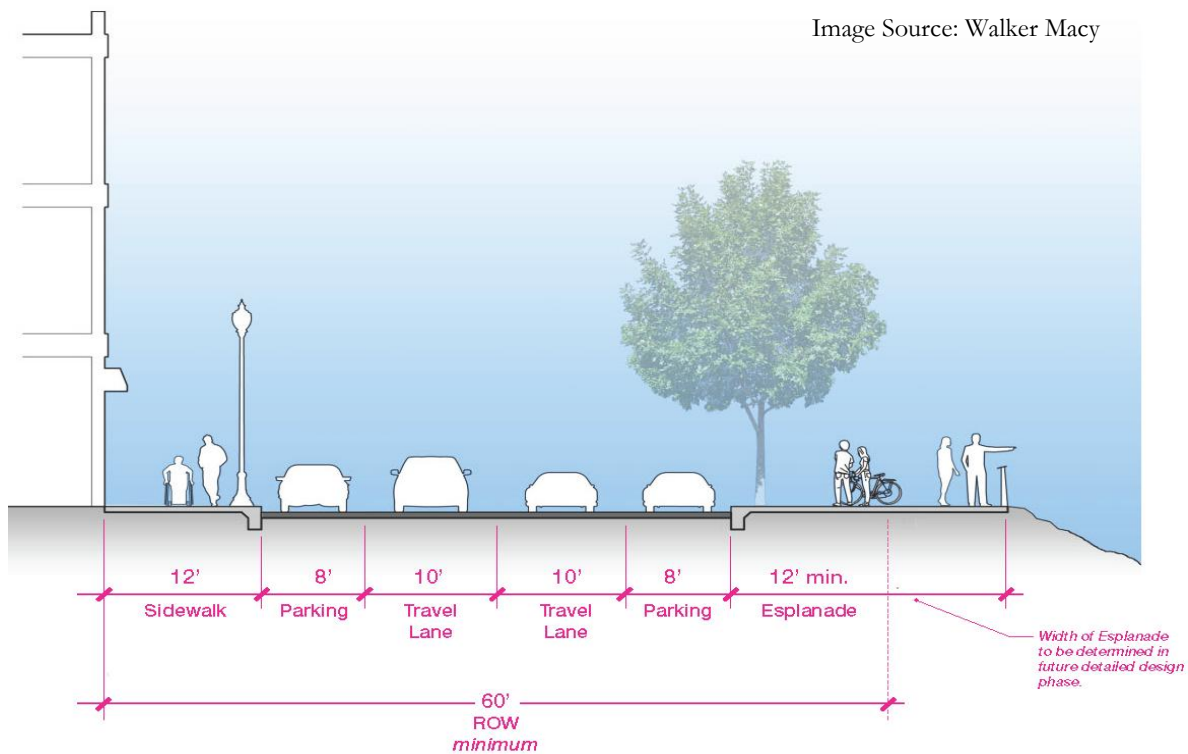 Image Source: Walker Macy
12’ 8’ 10’ 10’ 8’ 12’ min.
Sidewalk Parking Travel Travel Parking Esplanade
Lane Lane
Width of Esplanade
to be determined in
future detailed design
phase.
60’
ROW
minimum